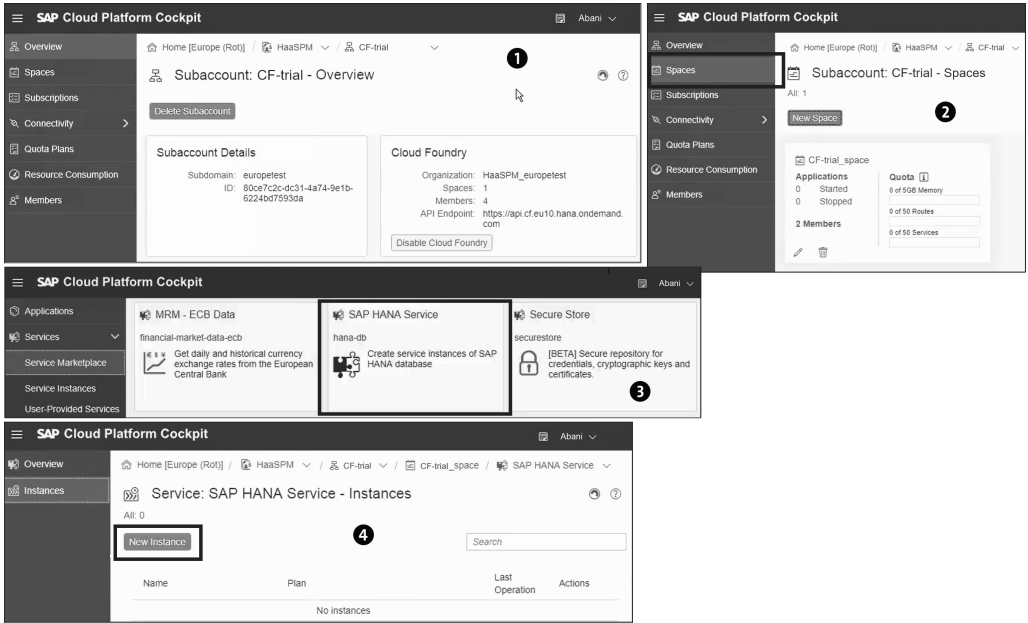 SAP Cloud Platform Cockpit
Abani
Overview
Spaces
Subscriptions
Connectivity
Quota Plans
Resource Consumption
Members
Home [Europe (Rot)] / HaaSPM / CF-trial
1
Subaccount: CF-trial - Overview
Delete Subaccount
Subaccount Details
Subdomain: europetest
ID: 80ce7c2c-dc31-4a74-9e1b-
6224bd7593da
Cloud Foundry
Organization: HaaSPM_europetest
Spaces: 1
Members: 4
API Endpoint: https://api.cf.eu10.hana.ondemand.
com
Disable Cloud Foundry
SAP Cloud Platform Cockpit
Overview
Spaces
Subscriptions
Connectivity
Quota Plans
Resource Consumption
Members
Home [Europe (Rot)] / HaaSPM / CF-trial
Subaccount: CF-trial - Spaces
All: 1
New Space
2
CF-trial_space
Applications
0 Started
0 Stopped
2 Members
Quota
0 of 5GB Memory
0 of 50 Routes
0 of 50 Services
SAP Cloud Platform Cockpit
Abani
Applications
Services
Service Marketplace
Service Instances
User-Provided Services
MRM - ECB Data
financial-market-data-ecb
€ $ ¥
Get daily and historical currency
exchange rates from the European
Central Bank
SAP HANA Service
hana-db
Create service instances of SAP
HANA database
Secure Store
securestore
[BETA] Secure repository for
credentials, cryptographic keys and
certificates.
3
SAP Cloud Platform Cockpit
Abani
Overview
Instances
Home [Europe (Rot)] / HaaSPM / CF-trial / CF-trial_space / SAP HANA Service
Service: SAP HANA Service - Instances
All: 0
4
New Instance
Search
Name Plan Last Operation Actions
No instances